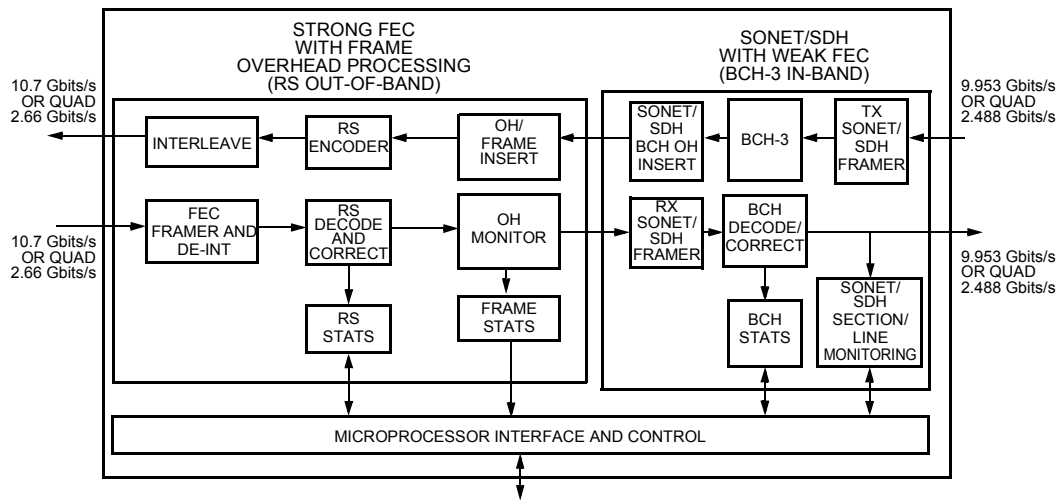 STRONG FEC
WITH FRAME
OVERHEAD PROCESSING
(RS OUT-OF-BAND)
SONET/SDH
WITH WEAK FEC
(BCH-3 IN-BAND)
10.7 Gbits/s
OR QUAD
2.66 Gbits/s
9.953 Gbits/s
OR QUAD
2.488 Gbits/s
INTERLEAVE
RS
ENCODER
OH/
FRAME
INSERT
SONET/
SDH
BCH OH
INSERT
BCH-3
TX
SONET/
SDH
FRAMER
FEC
FRAMER AND
DE-INT
RS
DECODE
AND
CORRECT
OH
MONITOR
RX
SONET/
SDH
FRAMER
BCH
DECODE/
CORRECT
10.7 Gbits/s
OR QUAD
2.66 Gbits/s
9.953 Gbits/s
OR QUAD
2.488 Gbits/s
RS
STATS
FRAME
STATS
BCH
STATS
SONET/
SDH
SECTION/
LINE
MONITORING
MICROPROCESSOR INTERFACE AND CONTROL